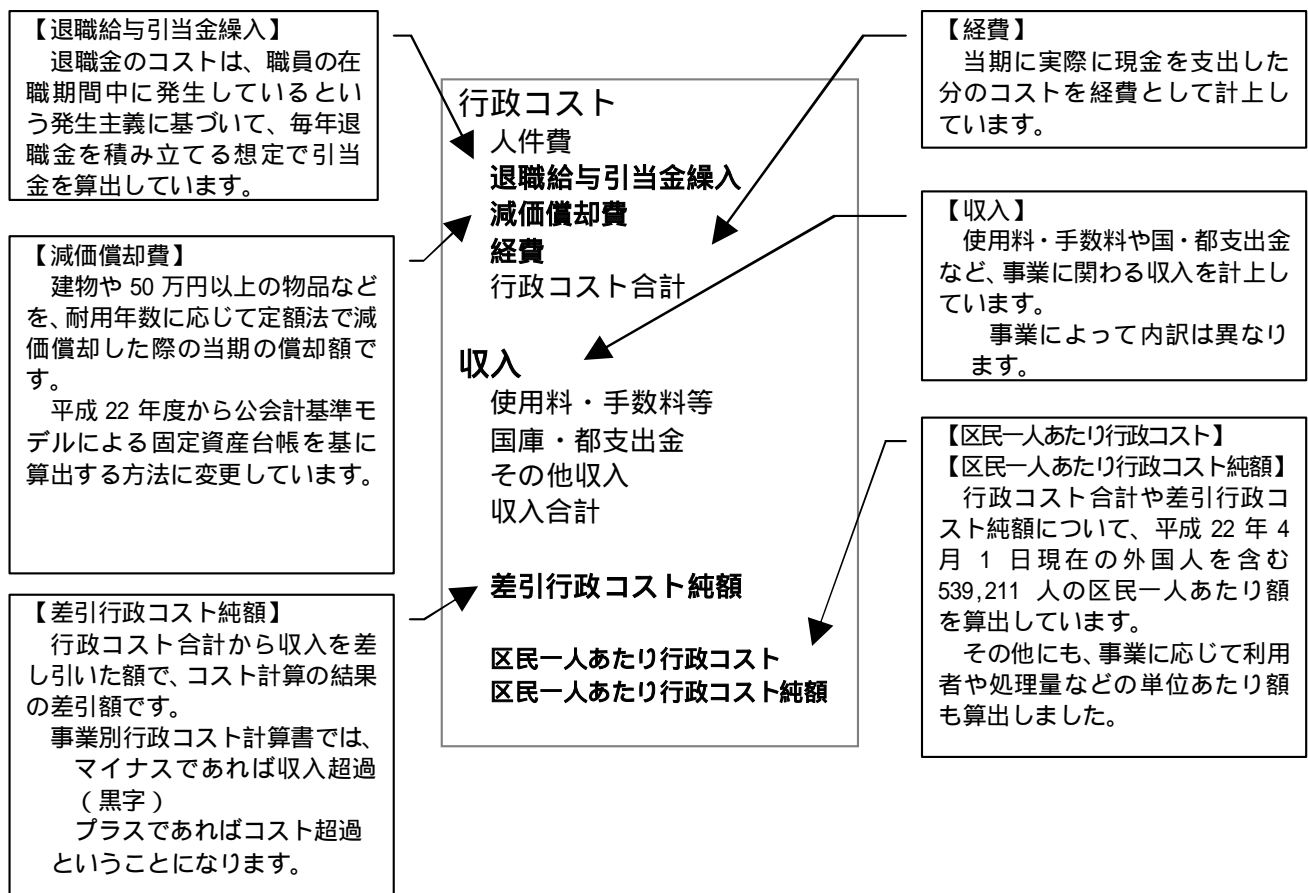 【退職給与引当金繰入】
　退職金のコストは、職員の在
職期間中に発生しているとい
う発生主義に基づいて、毎年退
職金を積み立てる想定で引当
金を算出しています。
【減価償却費】
　建物や 50 万円以上の物品など
を、耐用年数に応じて定額法で減
価償却した際の当期の償却額で
す。
　平成 22 年度から公会計基準モ
デルによる固定資産台帳を基に
算出する方法に変更しています。
【差引行政コスト純額】
　行政コスト合計から収入を差
し引いた額で、コスト計算の結果
の差引額です。
事業別行政コスト計算書では、
マイナスであれば収入超過
（黒字）
プラスであればコスト超過
ということになります。
行政コスト
人件費
退職給与引当金繰入
減価償却費
経費
行政コスト合計
収入
使用料・手数料等
国庫・都支出金
その他収入
収入合計
差引行政コスト純額
区民一人あたり行政コスト
区民一人あたり行政コスト純額
【経費】
　当期に実際に現金を支出した
分のコストを経費として計上し
ています。
【収入】
　使用料・手数料や国・都支出金
など、事業に関わる収入を計上し
ています。
事業によって内訳は異なり
ます。
【区民一人あたり行政コスト】
【区民一人あたり行政コスト純額】
　行政コスト合計や差引行政コ
スト純額について、平成 22 年 4
月 1 日現在の外国人を含む
539,211 人の区民一人あたり額
を算出しています。
　その他にも、事業に応じて利用
者や処理量などの単位あたり額
も算出しました。